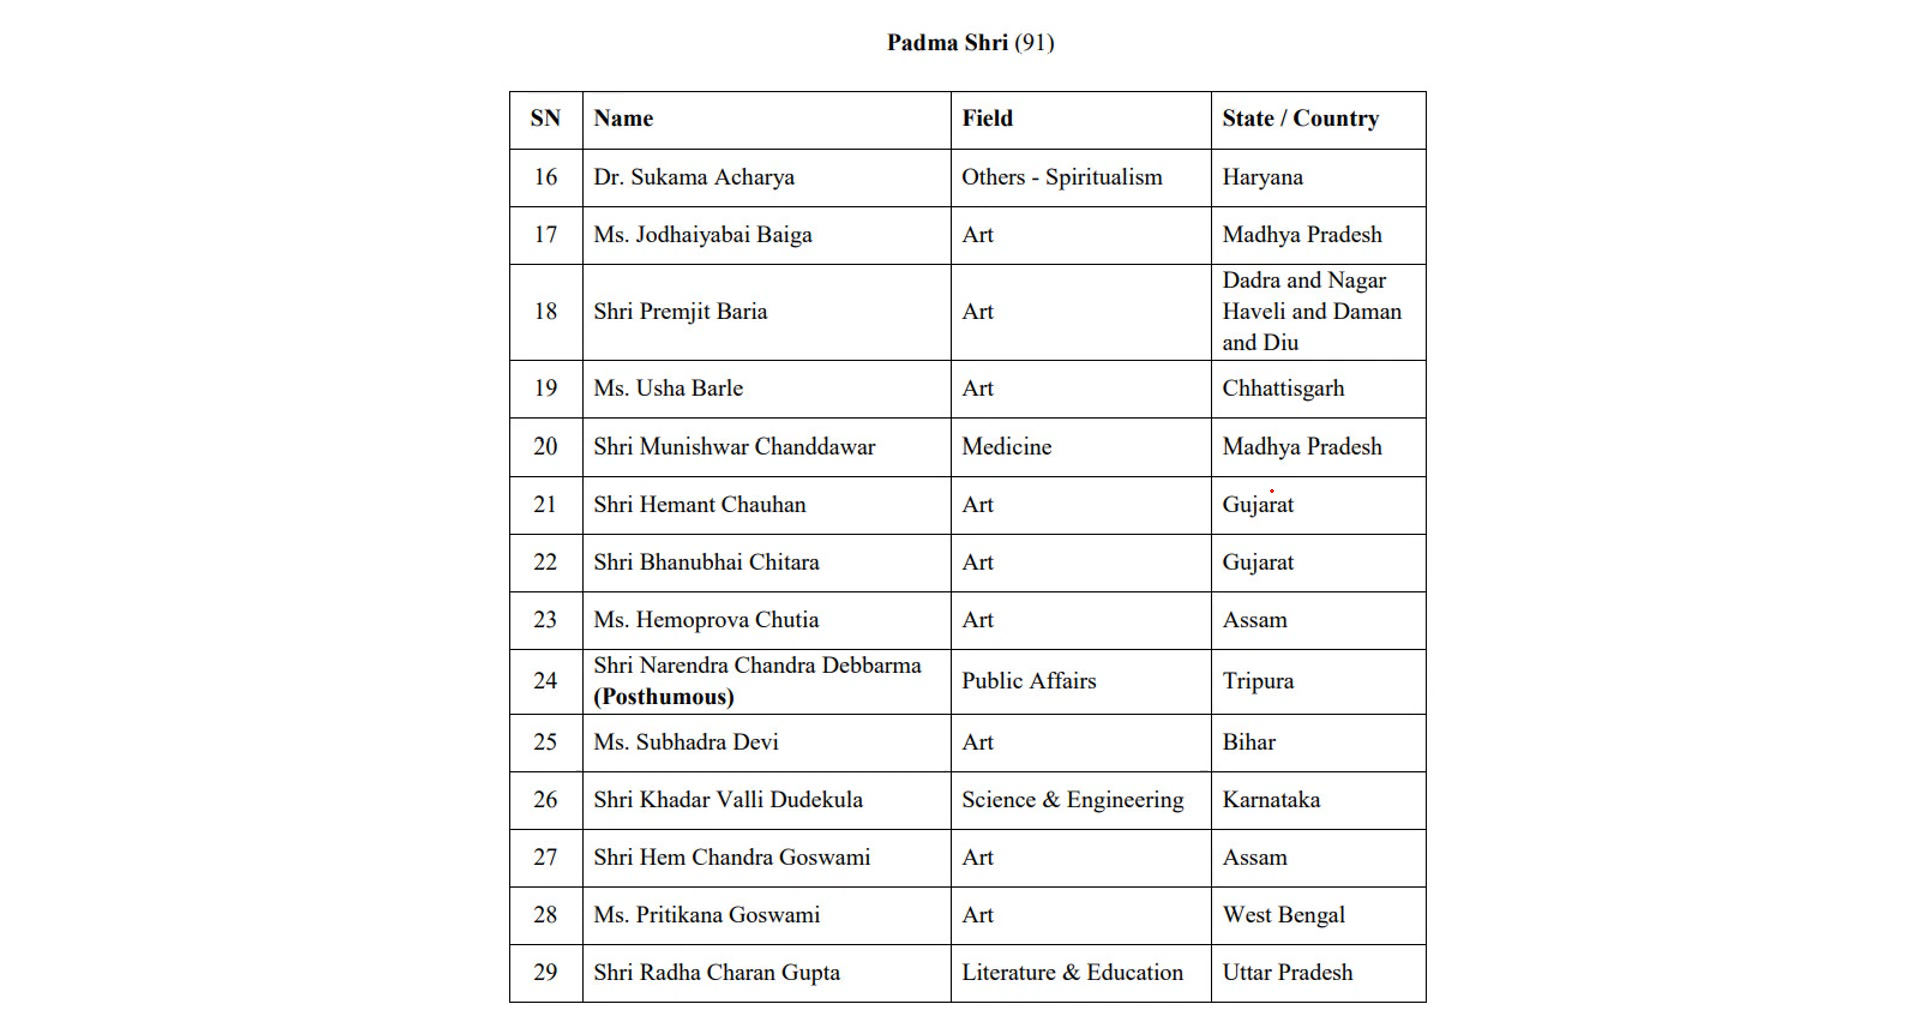 Padma Shri (91)
SN Name Field State / Country
16 Dr. Sukama Acharya Others - Spiritualism Haryana
17 Ms. Jodhaiyabai Baiga Art Madhya Pradesh
18 Shri Premjit Baria Art Dadra and Nagar
Haveli and Daman
and Diu
19 Ms. Usha Barle Art Chhattisgarh
20 Shri Munishwar Chanddawar Medicine Madhya Pradesh
21 Shri Hemant Chauhan Art Gujarat
22 Shri Bhanubhai Chitara Art Gujarat
23 Ms. Hemoprova Chutia Art Assam
24 Shri Narendra Chandra Debbarma
(Posthumous) Public Affairs Tripura
25 Ms. Subhadra Devi Art Bihar
26 Shri Khadar Valli Dudekula Science & Engineering Karnataka
27 Shri Hem Chandra Goswami Art Assam
28 Ms. Pritikana Goswami Art West Bengal
29 Shri Radha Charan Gupta Literature & Education Uttar Pradesh